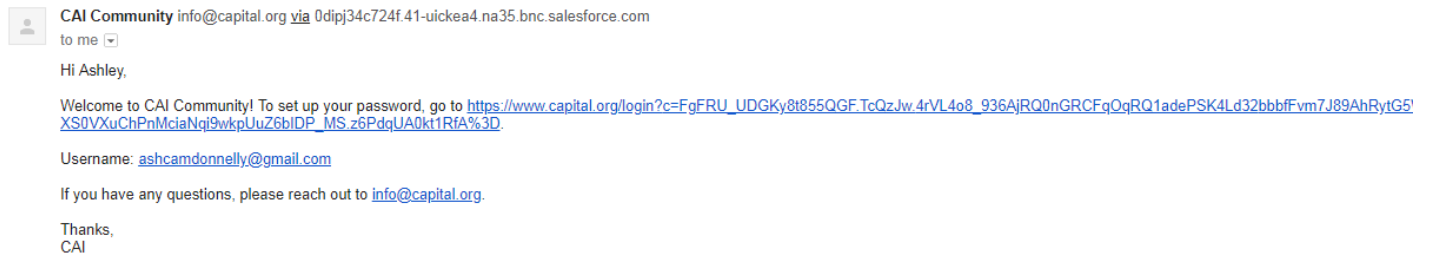 CAI Community info@capital.org via 0dipj34c724f.41-uickea4.na35.bnc.salesforce.com
to me
Hi Ashley,
Welcome to CAI Community! To set up your password, go to https://www.capital.org/login?c=FgFRU_UDGKy8t855QGF.TcQzJw.4rVL4o8_936AjRQ0nGRCFqOqRQ1adePSK4Ld32bbbfFvm7J89AhRytG5
XS0VXuChPnMciaNqi9wkpUuZ6bIDP_MS.z6PdqUA0kt1RfA%3D.
Username: ashcamdonnelly@gmail.com
If you have any questions, please reach out to info@capital.org.
Thanks,
CAI